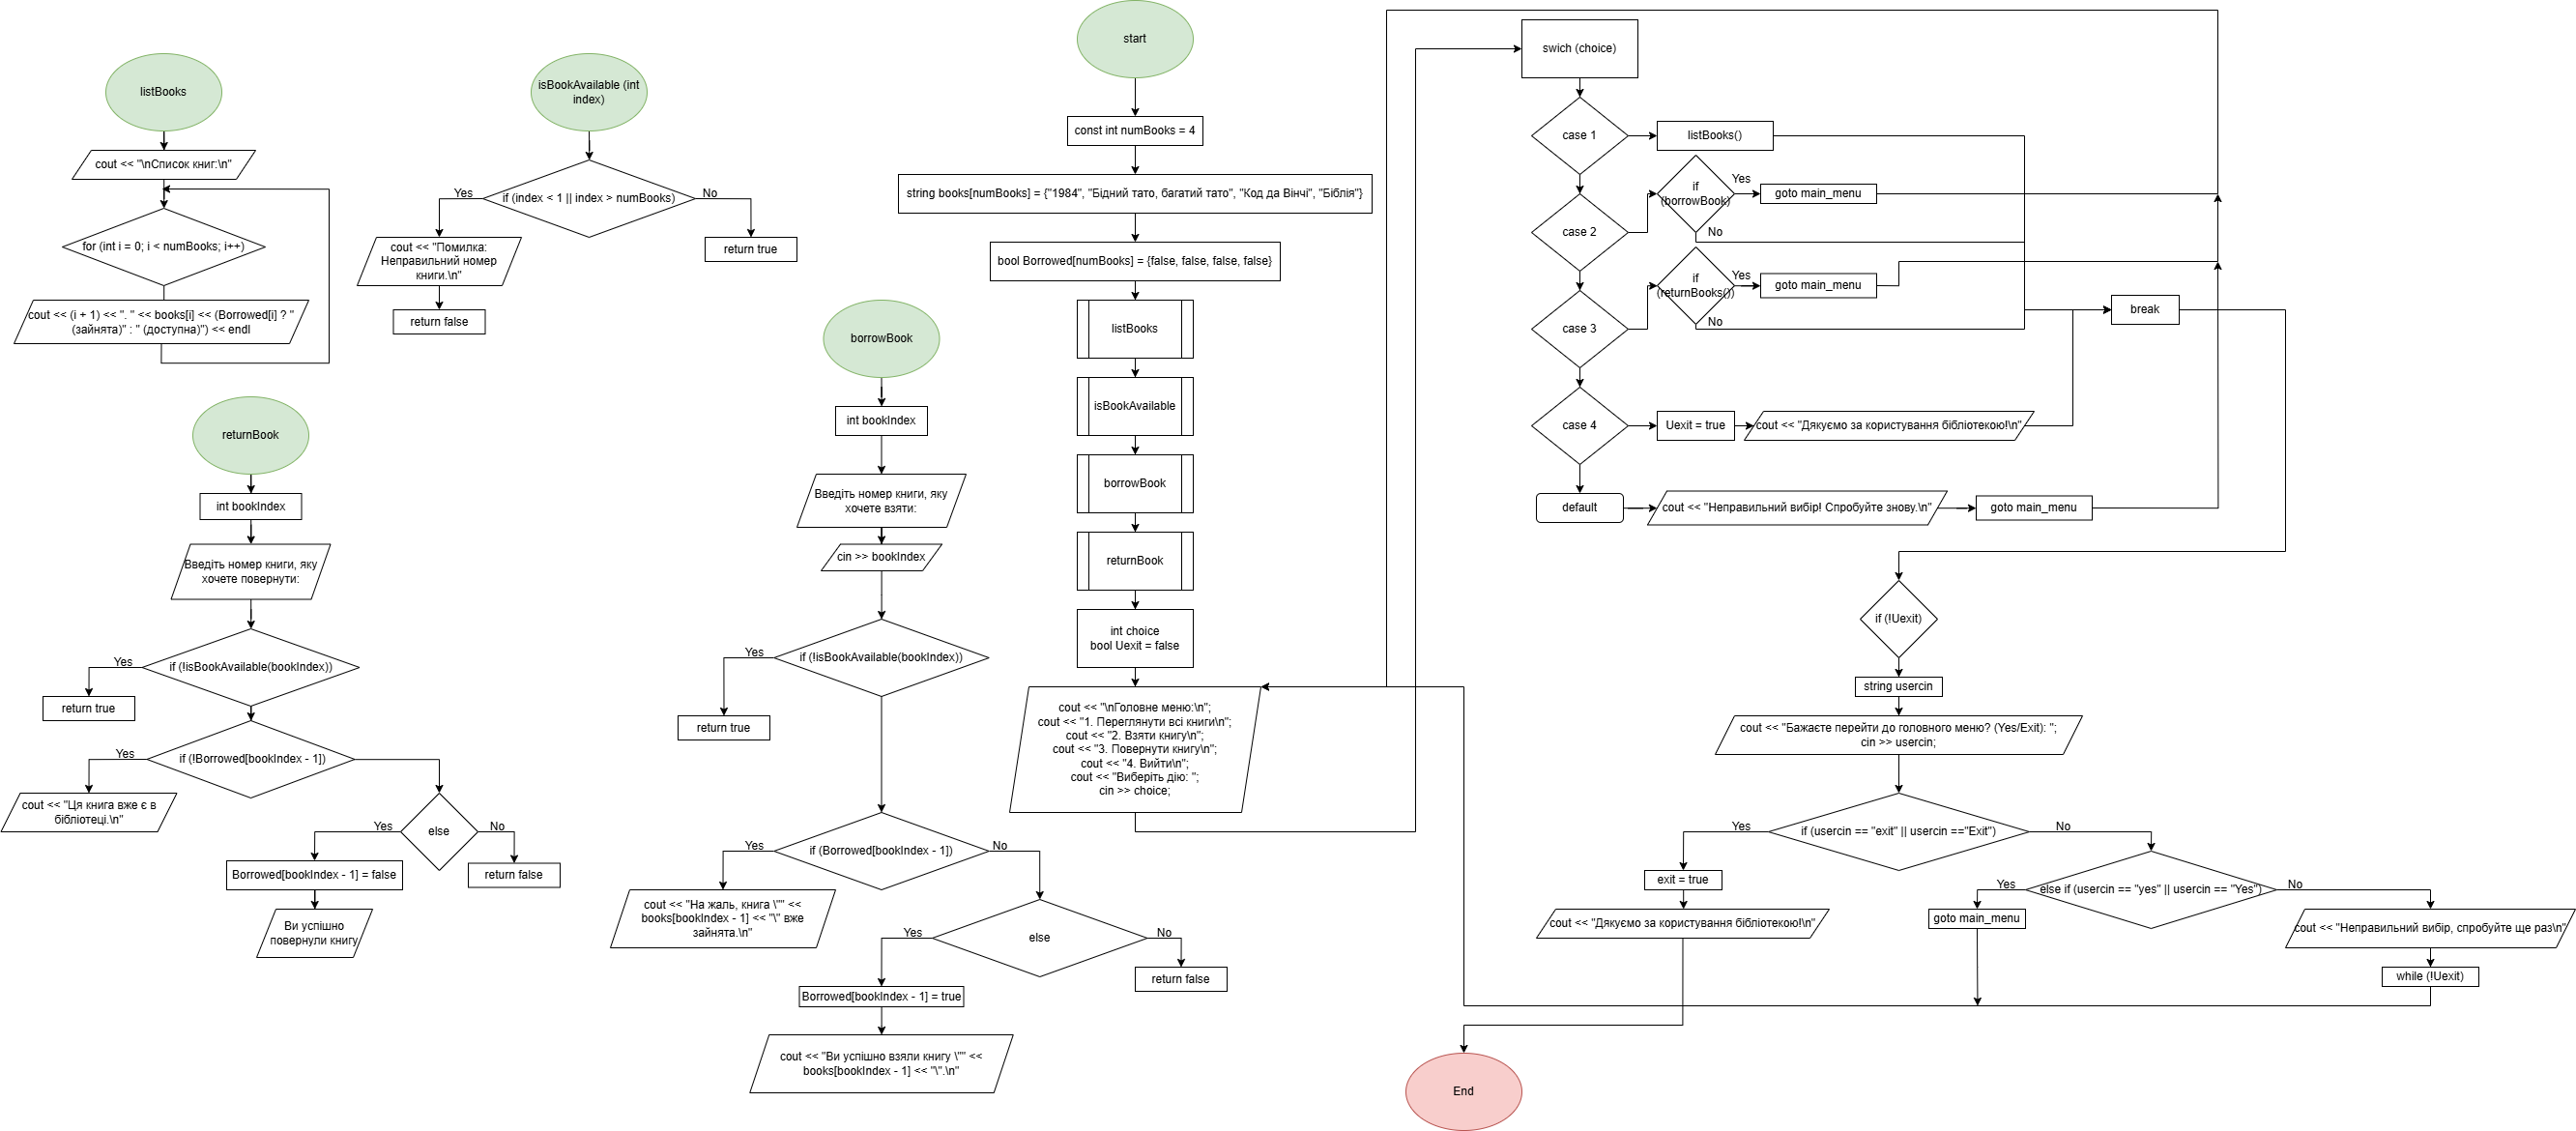 listBooks
cout << "\nСписок книг:\n"
for (int i = 0; i < numBooks; i++)
cout << (i + 1) << ". " << books[i] << (Borrowed[i] ? "
(зайнята)" : " (доступна)") << endl
isBookAvailable (int
index)
if (index < 1 || index > numBooks)
Yes
No
cout << "Помилка:
Неправильний номер
книги.\n"
return false
return true
returnBook
int bookIndex
Введіть номер книги, яку
хочете повернути:
if (!isBookAvailable(bookIndex))
Yes
return true
if (!Borrowed[bookIndex - 1])
Yes
cout << "Ця книга вже є в
бібліотеці.\n"
else
Yes
No
Borrowed[bookIndex - 1] = false
return false
Ви успішно
повернули книгу
borrowBook
int bookIndex
Введіть номер книги, яку
хочете взяти:
cin >> bookIndex
if (!isBookAvailable(bookIndex))
Yes
return true
if (Borrowed[bookIndex - 1])
Yes
No
cout << "На жаль, книга \"" <<
books[bookIndex - 1] << "\" вже
зайнята.\n"
else
Yes
No
Borrowed[bookIndex - 1] = true
return false
cout << "Ви успішно взяли книгу \"" <<
books[bookIndex - 1] << "\".\n"
start
const int numBooks = 4
string books[numBooks] = {"1984", "Бідний тато, багатий тато", "Код да Вінчі", "Біблія"}
bool Borrowed[numBooks] = {false, false, false, false}
listBooks
isBookAvailable
borrowBook
returnBook
int choice
bool Uexit = false
cout << "\nГоловне меню:\n";
cout << "1. Переглянути всі книги\n";
cout << "2. Взяти книгу\n";
cout << "3. Повернути книгу\n";
cout << "4. Вийти\n";
cout << "Виберіть дію: ";
cin >> choice;
swich (choice)
case 1
listBooks()
case 2
if
(borrowBook)
Yes
No
goto main_menu
case 3
if
(returnBooks())
Yes
No
goto main_menu
break
case 4
Uexit = true
cout << "Дякуємо за користування бібліотекою!\n"
default
cout << "Неправильний вибір! Спробуйте знову.\n"
goto main_menu
if (!Uexit)
string usercin
cout << "Бажаєте перейти до головного меню? (Yes/Exit): ";
cin >> usercin;
if (usercin == "exit" || usercin =="Exit")
Yes
No
exit = true
cout << "Дякуємо за користування бібліотекою!\n"
else if (usercin == "yes" || usercin == "Yes")
Yes
No
goto main_menu
cout << "Неправильний вибір, спробуйте ще раз\n"
while (!Uexit)
End